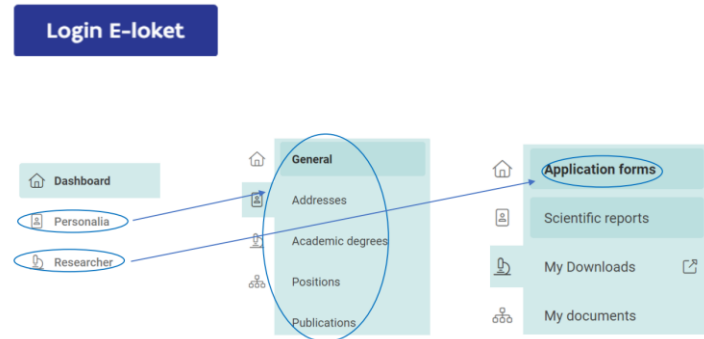 Login E-loket
Dashboard
Personalia
Researcher
General
Addresses
Academic degrees
Positions
Publications
Application forms
Scientific reports
My Downloads
My documents